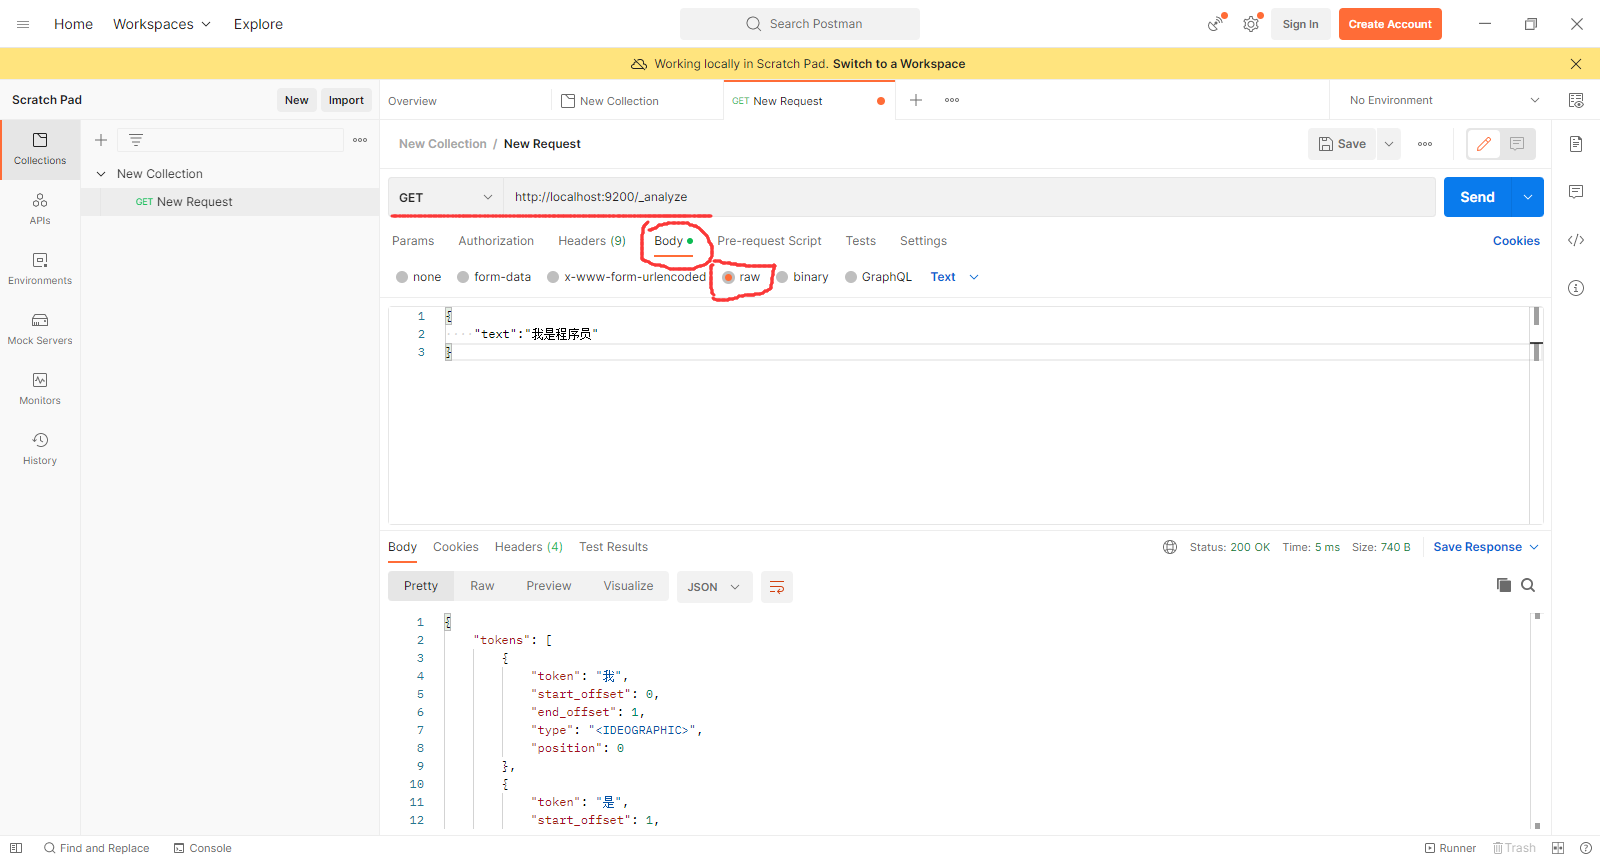 Home Workspaces Explore Search Postman Sign In Create Account
Working locally in Scratch Pad. Switch to a Workspace
Scratch Pad New Import Overview New Collection GET New Request No Environment
Collections
New Collection / New Request Save
New Collection
GET New Request
GET http://localhost:9200/_analyze Send
APIs
Params Authorization Headers (9) Body Pre-request Script Tests Settings Cookies
Environments
none form-data x-www-form-urlencoded raw binary GraphQL Text
1 {
2 "text":"我是程序员"
3 }
Mock Servers
Monitors
History
Body Cookies Headers (4) Test Results Status: 200 OK Time: 5 ms Size: 740 B Save Response
Pretty Raw Preview Visualize JSON
1 {
2 "tokens": [
3 {
4 "token": "我",
5 "start_offset": 0,
6 "end_offset": 1,
7 "type": "<IDEOGRAPHIC>",
8 "position": 0
9 },
10 {
11 "token": "是",
12 "start_offset": 1,
Find and Replace Console Runner Trash